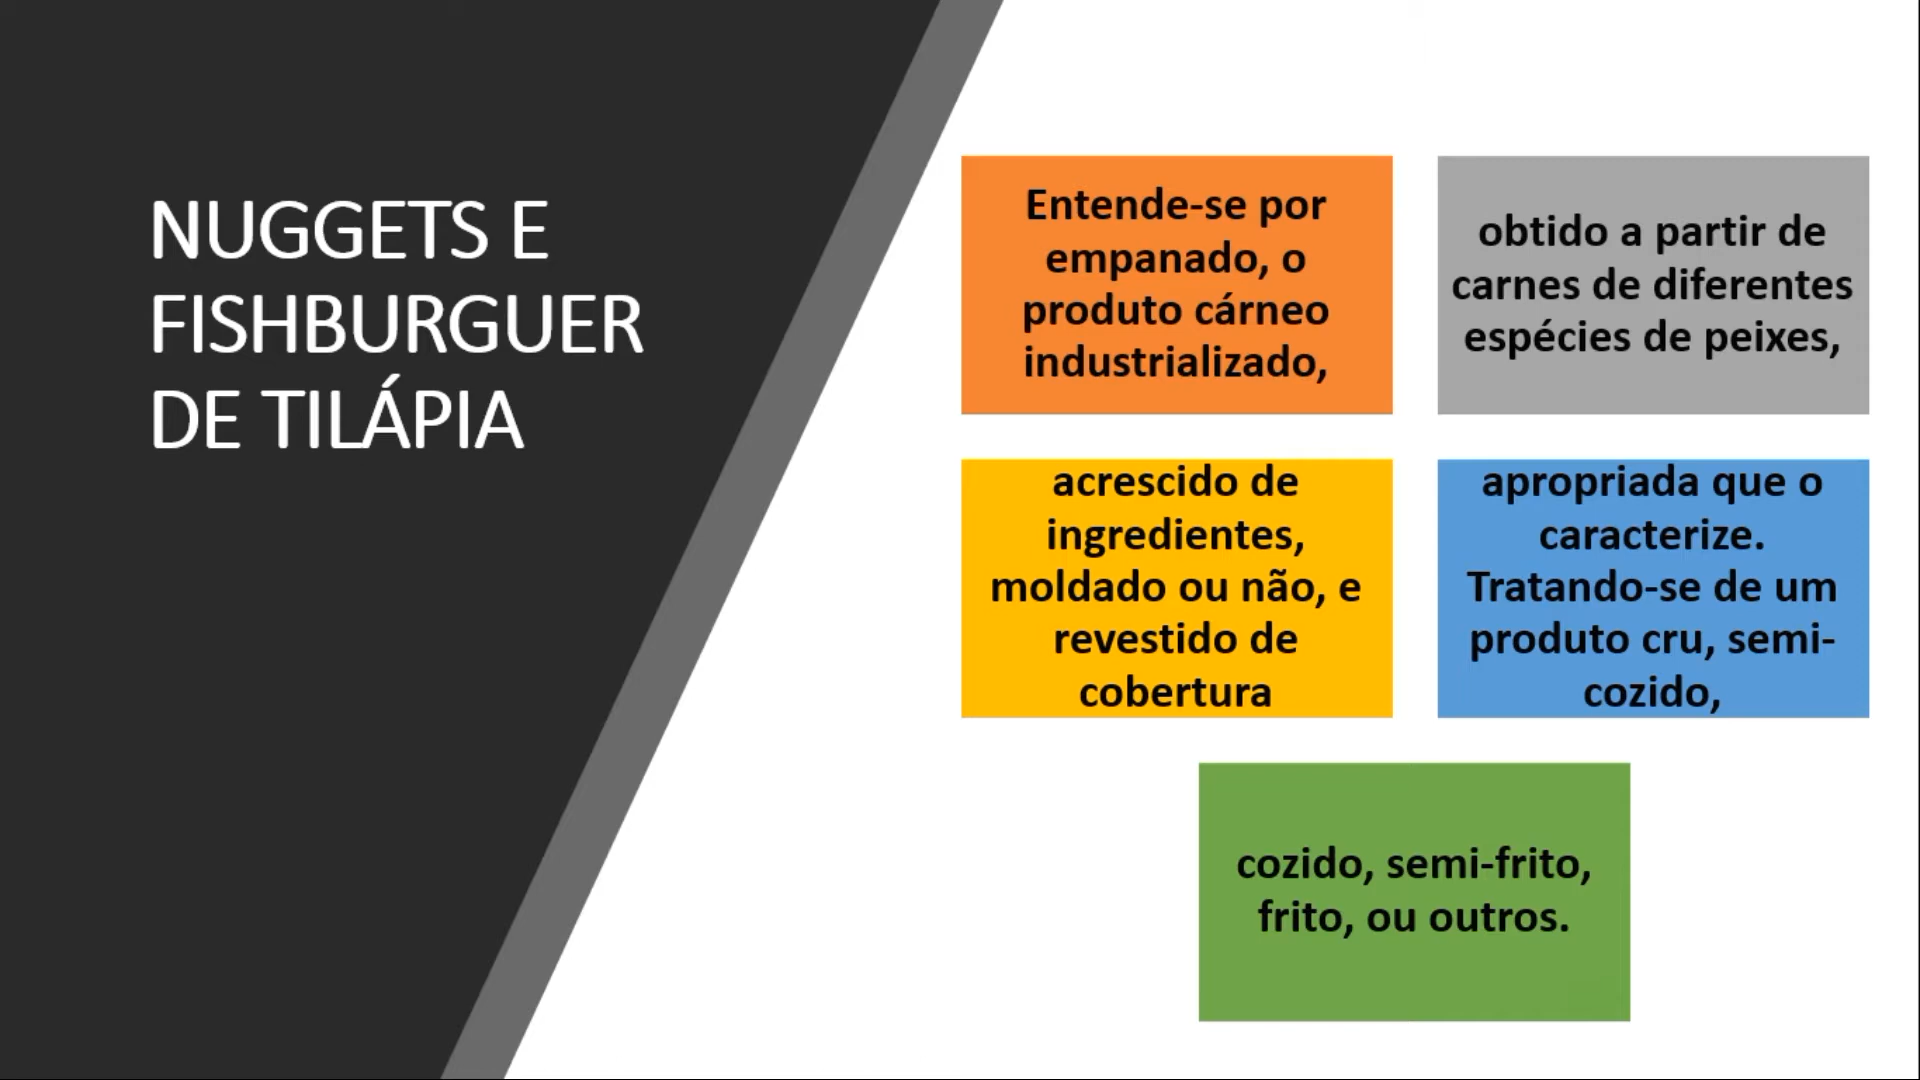 NUGGETS E
FISHBURGUER
DE TILÁPIA
Entende-se por
empanado, o
produto cárneo
industrializado,
obtido a partir de
carnes de diferentes
espécies de peixes,
acrescido de
ingredientes,
moldado ou não, e
revestido de
cobertura
apropriada que o
caracterize.
Tratando-se de um
produto cru, semi-
cozido,
cozido, semi-frito,
frito, ou outros.